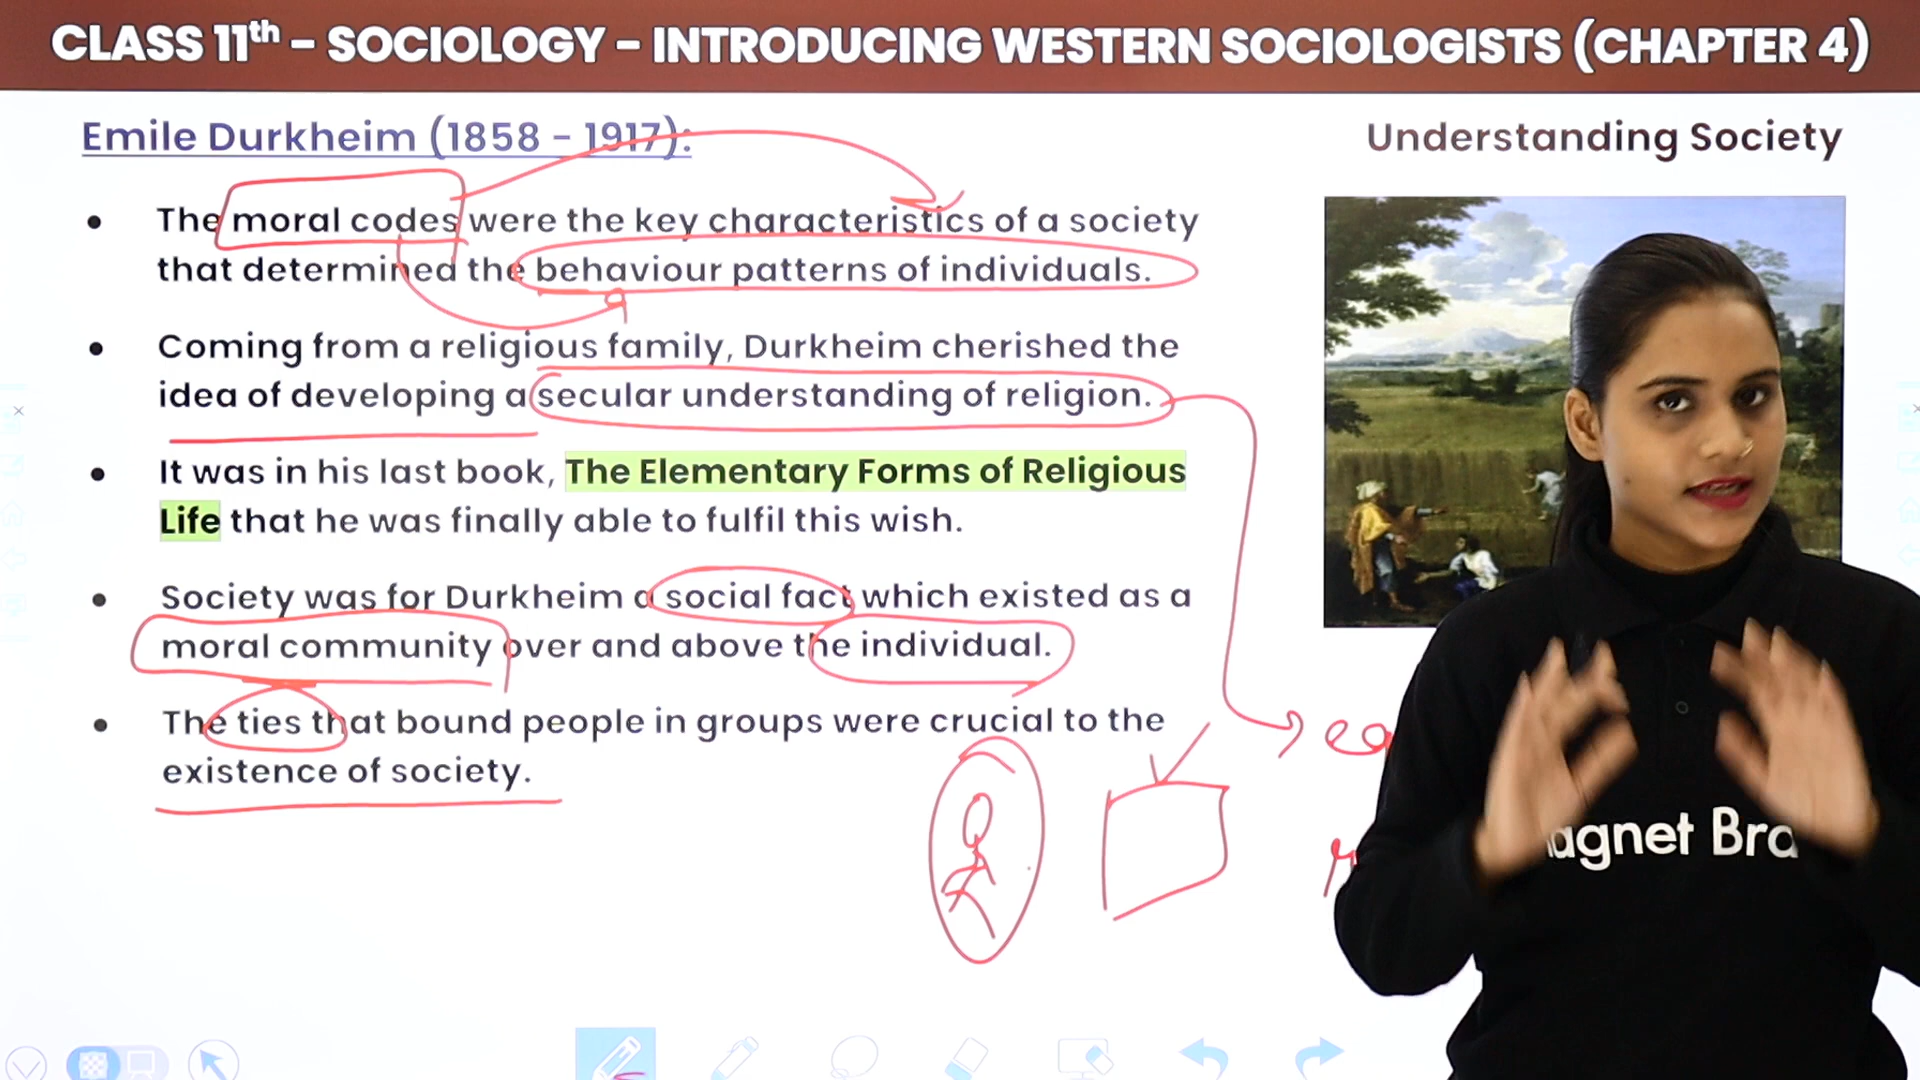 CLASS 11th – SOCIOLOGY – INTRODUCING WESTERN SOCIOLOGISTS (CHAPTER 4)
Emile Durkheim (1858 – 1917):
Understanding Society
The moral codes were the key characteristics of a society
that determined the behaviour patterns of individuals.
Coming from a religious family, Durkheim cherished the
idea of developing a secular understanding of religion.
It was in his last book, The Elementary Forms of Religious
Life that he was finally able to fulfil this wish.
Society was for Durkheim a social fact which existed as a
moral community over and above the individual.
The ties that bound people in groups were crucial to the
existence of society.